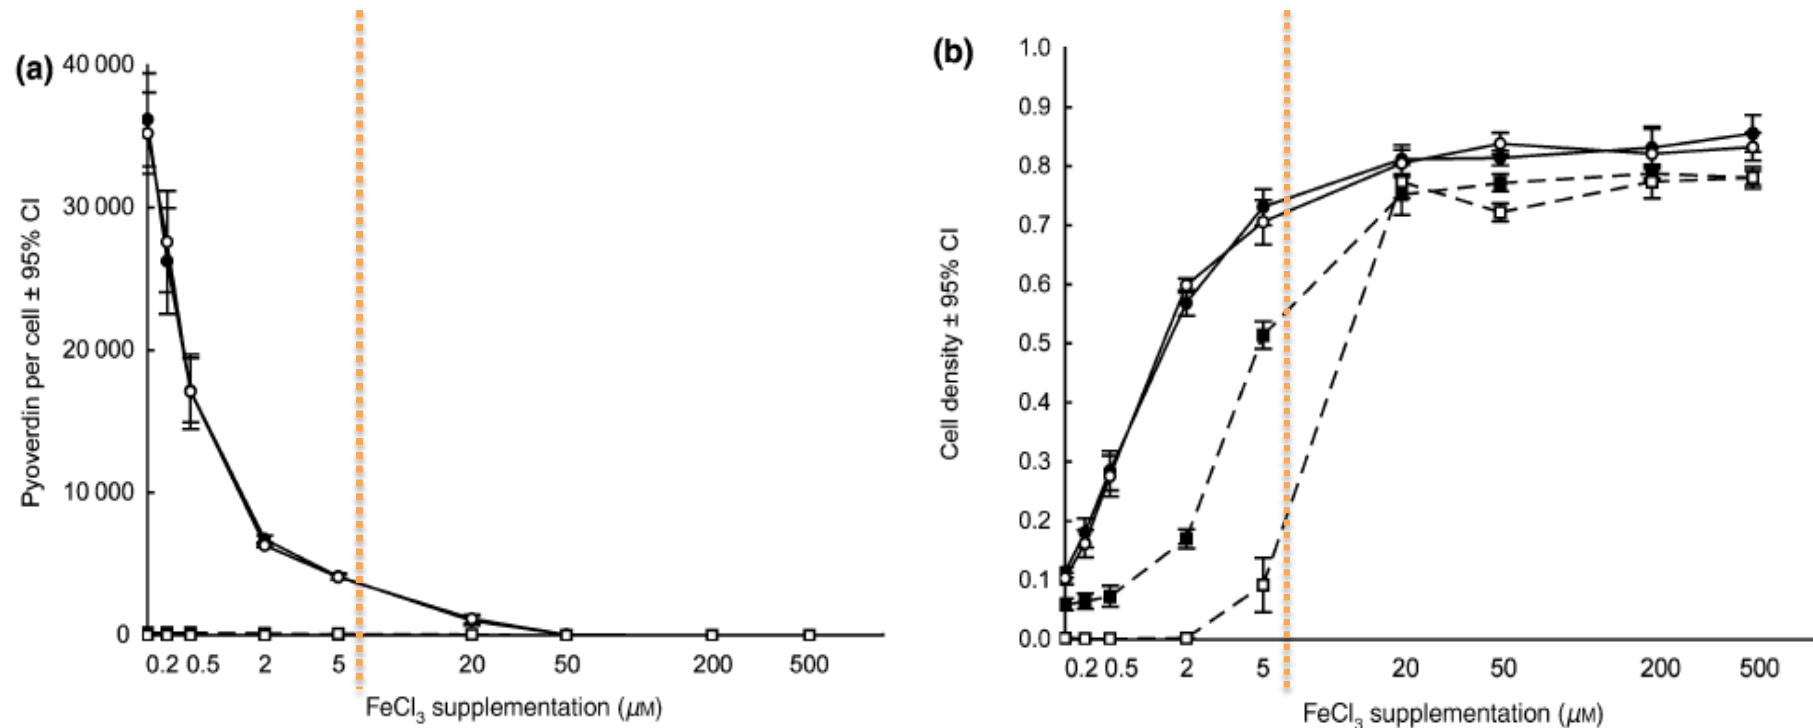 (a)
40 000
30 000
20 000
10 000
0
Pyoverdin per cell ± 95% CI
0.2 0.5 2 5 20 50 200 500
FeCl₃ supplementation (μM)
(b)
1.0
0.9
0.8
0.7
0.6
0.5
0.4
0.3
0.2
0.1
0.0
Cell density ± 95% CI
0.2 0.5 2 5 20 50 200 500
FeCl₃ supplementation (μM)